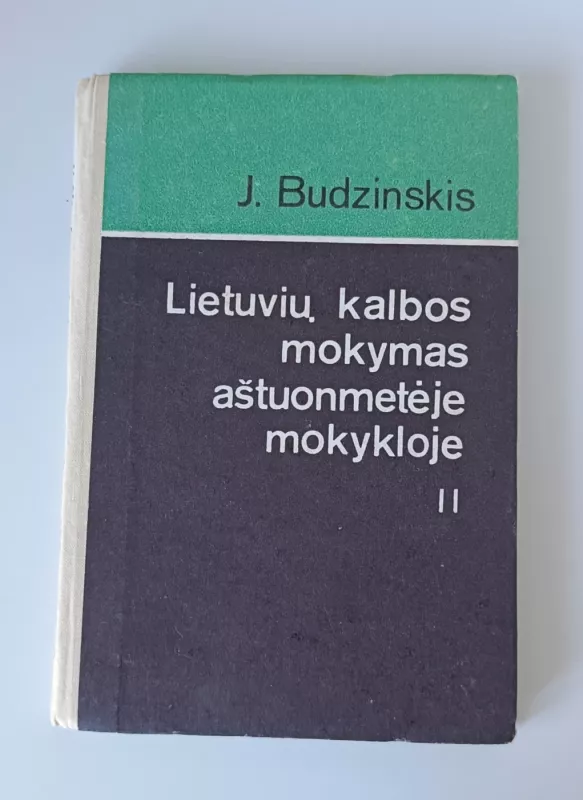 J. Budzinskis
Lietuvių kalbos
mokymas
aštuonmetėje
mokykloje
II